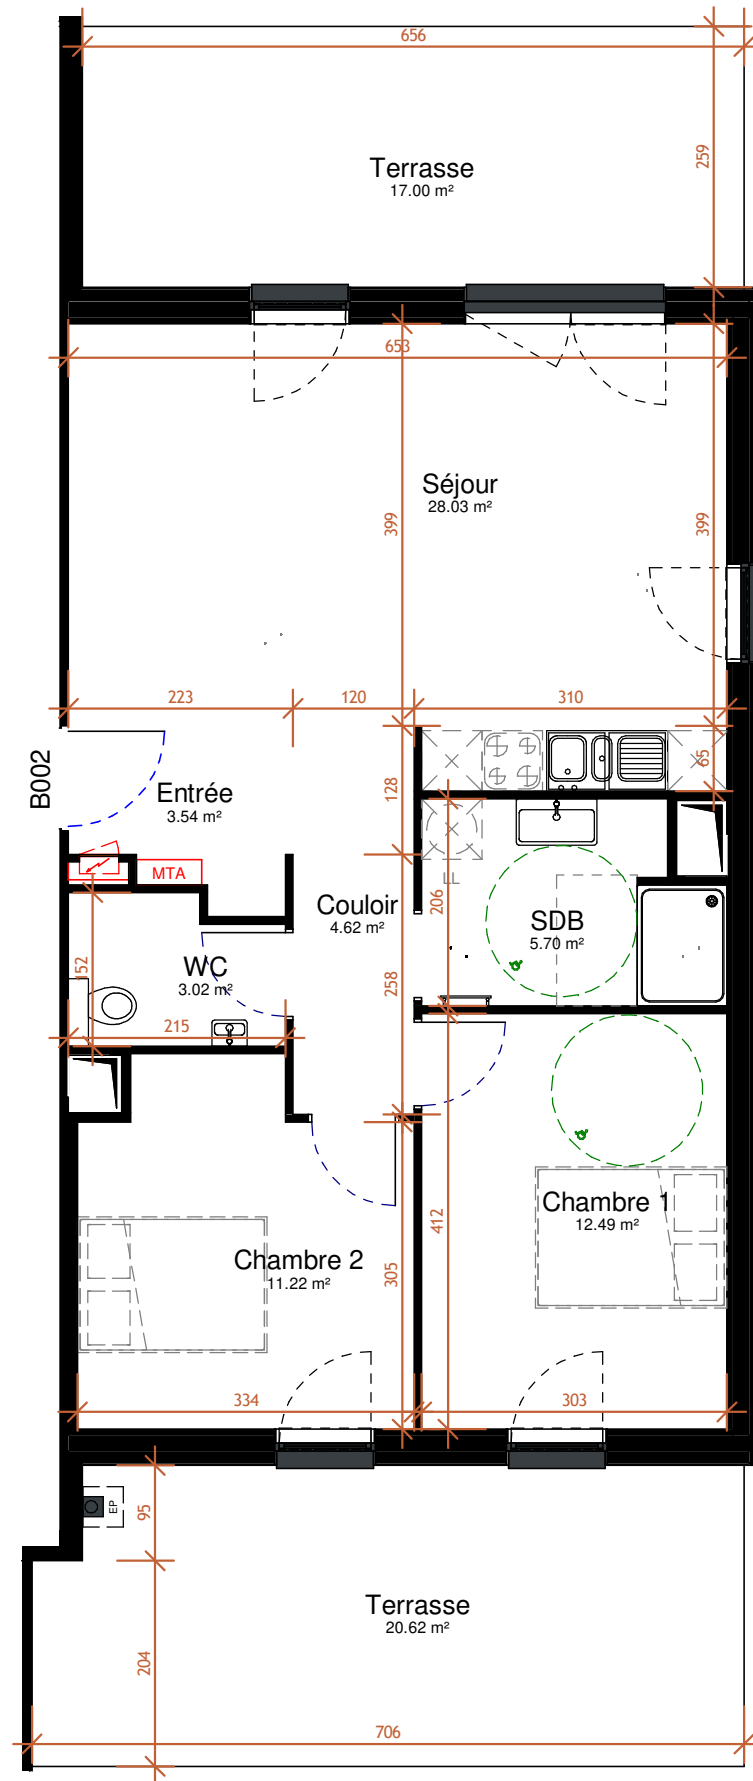 656
Terrasse
17.00 m²
259
653
Séjour
28.03 m²
399
399
223
120
310
B002
Entrée
3.54 m²
128
65
MTA
LL
Couloir
4.62 m²
206
SDB
5.70 m²
WC
3.02 m²
152
258
215
Chambre 1
12.49 m²
412
Chambre 2
11.22 m²
305
334
303
95
EP
Terrasse
20.62 m²
204
706